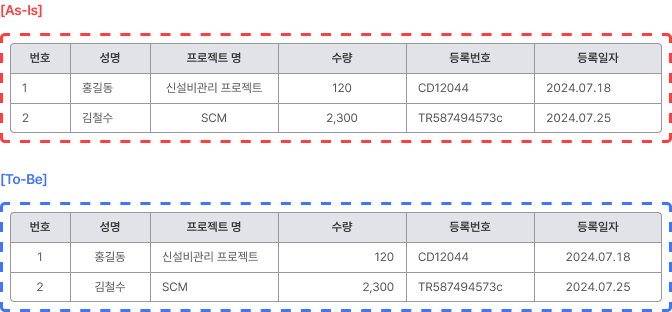 [As-Is]
번호 성명 프로젝트 명 수량 등록번호 등록일자
1 홍길동 신설비관리 프로젝트 120 CD12044 2024.07.18
2 김철수 SCM 2,300 TR587494573c 2024.07.25
[To-Be]
번호 성명 프로젝트 명 수량 등록번호 등록일자
1 홍길동 신설비관리 프로젝트 120 CD12044 2024.07.18
2 김철수 SCM 2,300 TR587494573c 2024.07.25